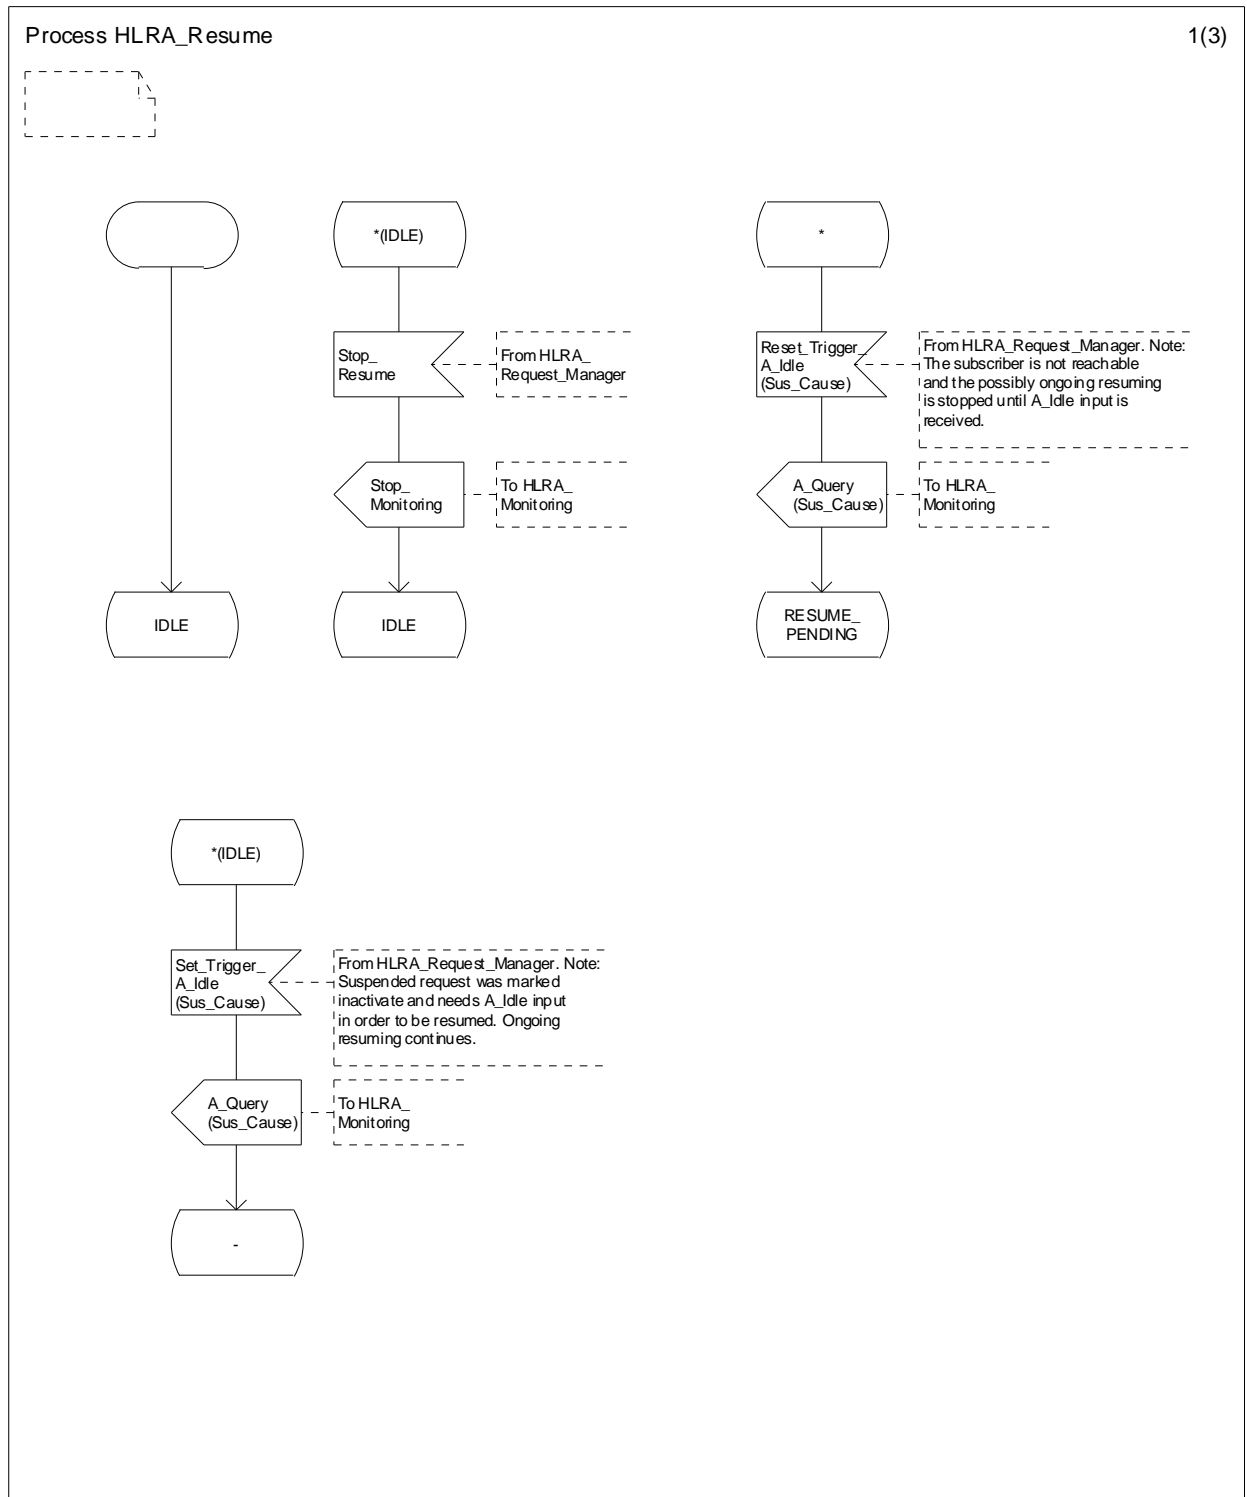 Process HLRA_Resume
1(3)
*(IDLE)
*
Stop_
Resume
From HLRA_
Request_Manager
Reset_Trigger_
A_Idle
(Sus_Cause)
From HLRA_Request_Manager. Note:
The subscriber is not reachable
and the possibly ongoing resuming
is stopped until A_Idle input is
received.
Stop_
Monitoring
To HLRA_
Monitoring
A_Query
(Sus_Cause)
To HLRA_
Monitoring
IDLE
IDLE
RESUME_
PENDING
*(IDLE)
Set_Trigger_
A_Idle
(Sus_Cause)
From HLRA_Request_Manager. Note:
Suspended request was marked
inactivate and needs A_Idle input
in order to be resumed. Ongoing
resuming continues.
A_Query
(Sus_Cause)
To HLRA_
Monitoring
-